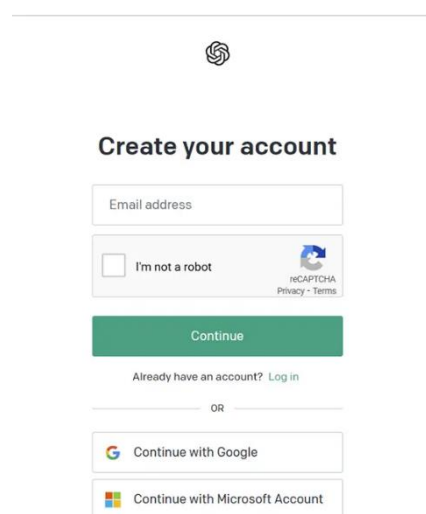 Create your account
Email address
I'm not a robot
reCAPTCHA
Privacy - Terms
Continue
Already have an account? Log in
OR
Continue with Google
Continue with Microsoft Account